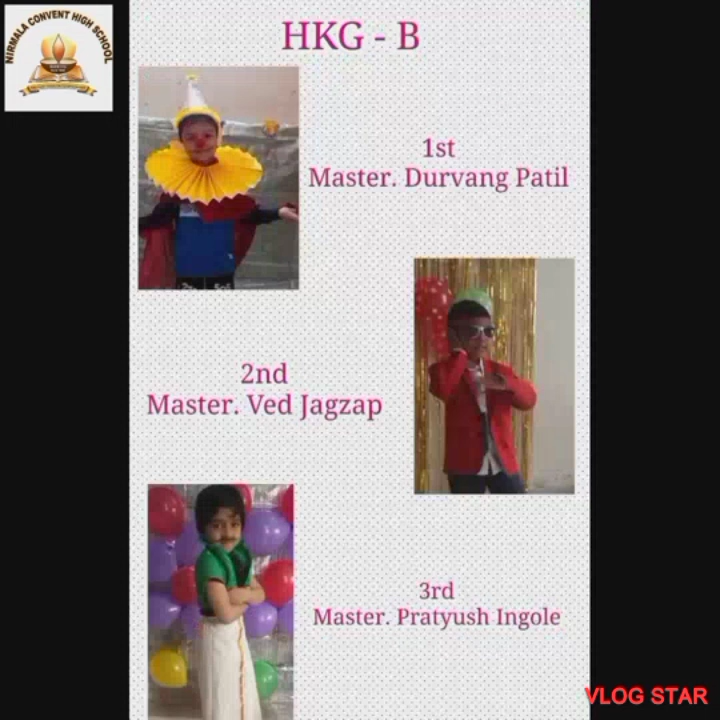 NIRMALA CONVENT HIGH SCHOOL
HKG - B
1st
Master. Durvang Patil
2nd
Master. Ved Jagzap
3rd
Master. Pratyush Ingole
VLOG STAR